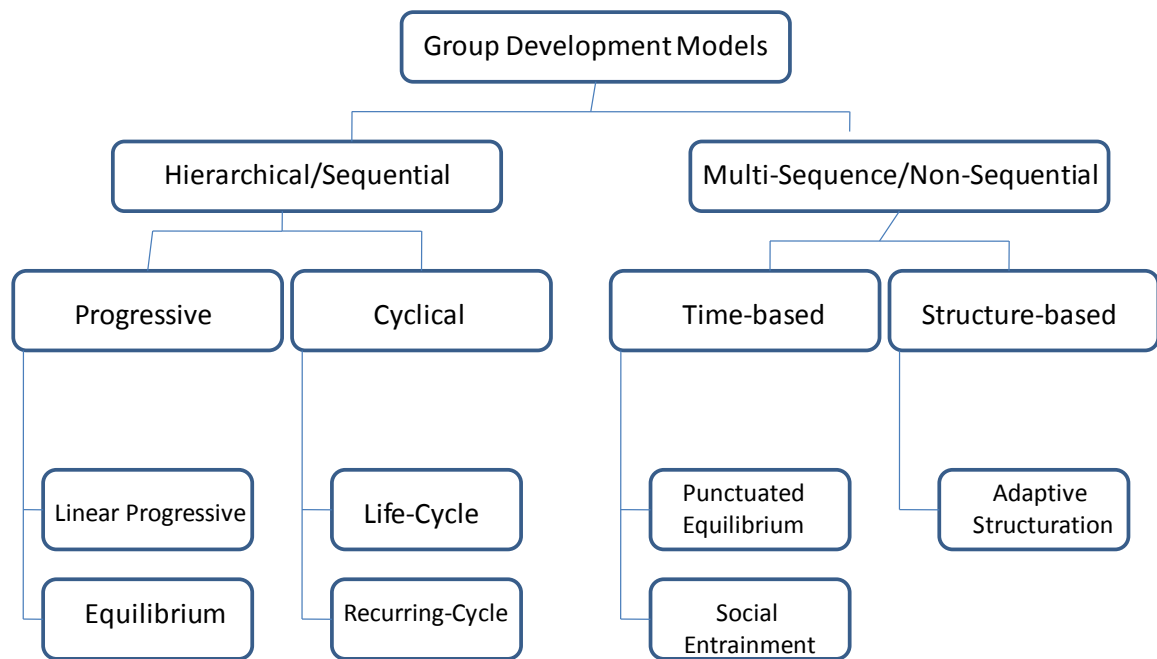 Group Development Models
Hierarchical/Sequential
Multi-Sequence/Non-Sequential
Progressive
Cyclical
Time-based
Structure-based
Linear Progressive
Life-Cycle
Punctuated
Equilibrium
Adaptive
Structuration
Equilibrium
Recurring-Cycle
Social
Entrainment